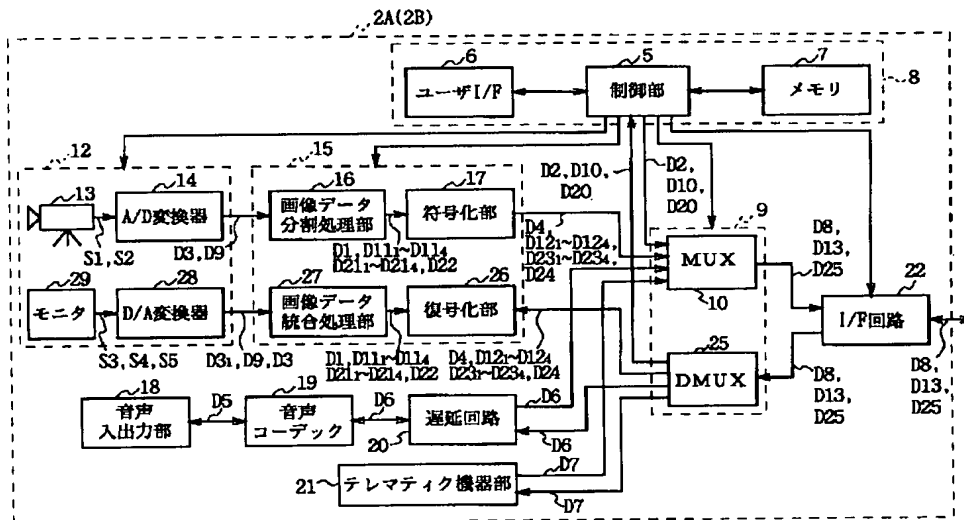 2A(2B)
6
ユーザI/F
5
制御部
7
メモリ
8
12
13
14
A/D変換器
S1, S2
D3, D9
15
16
画像データ
分割処理部
17
符号化部
D1, D11₁~D11₄
D21₁~D21₄, D22
D4,
D12₁~D12₄,
D23₁~D23₄,
D24
D2, D10,
D20
D2,
D10,
D20
9
MUX
10
D8,
D13,
D25
22
I/F回路
D8,
D13,
D25
29
モニタ
28
D/A変換器
S3, S4, S5
D3₁, D9, D3
27
画像データ
統合処理部
26
復号化部
D1, D11₁~D11₄
D21₁~D21₄, D22
D4, D12₁~D12₄
D23₁~D23₄, D24
25
DMUX
D8,
D13,
D25
18
音声
入出力部
D5
19
音声
コーデック
D6
遅延回路
20
D6
D6
21
テレマティク機器部
D7
D7